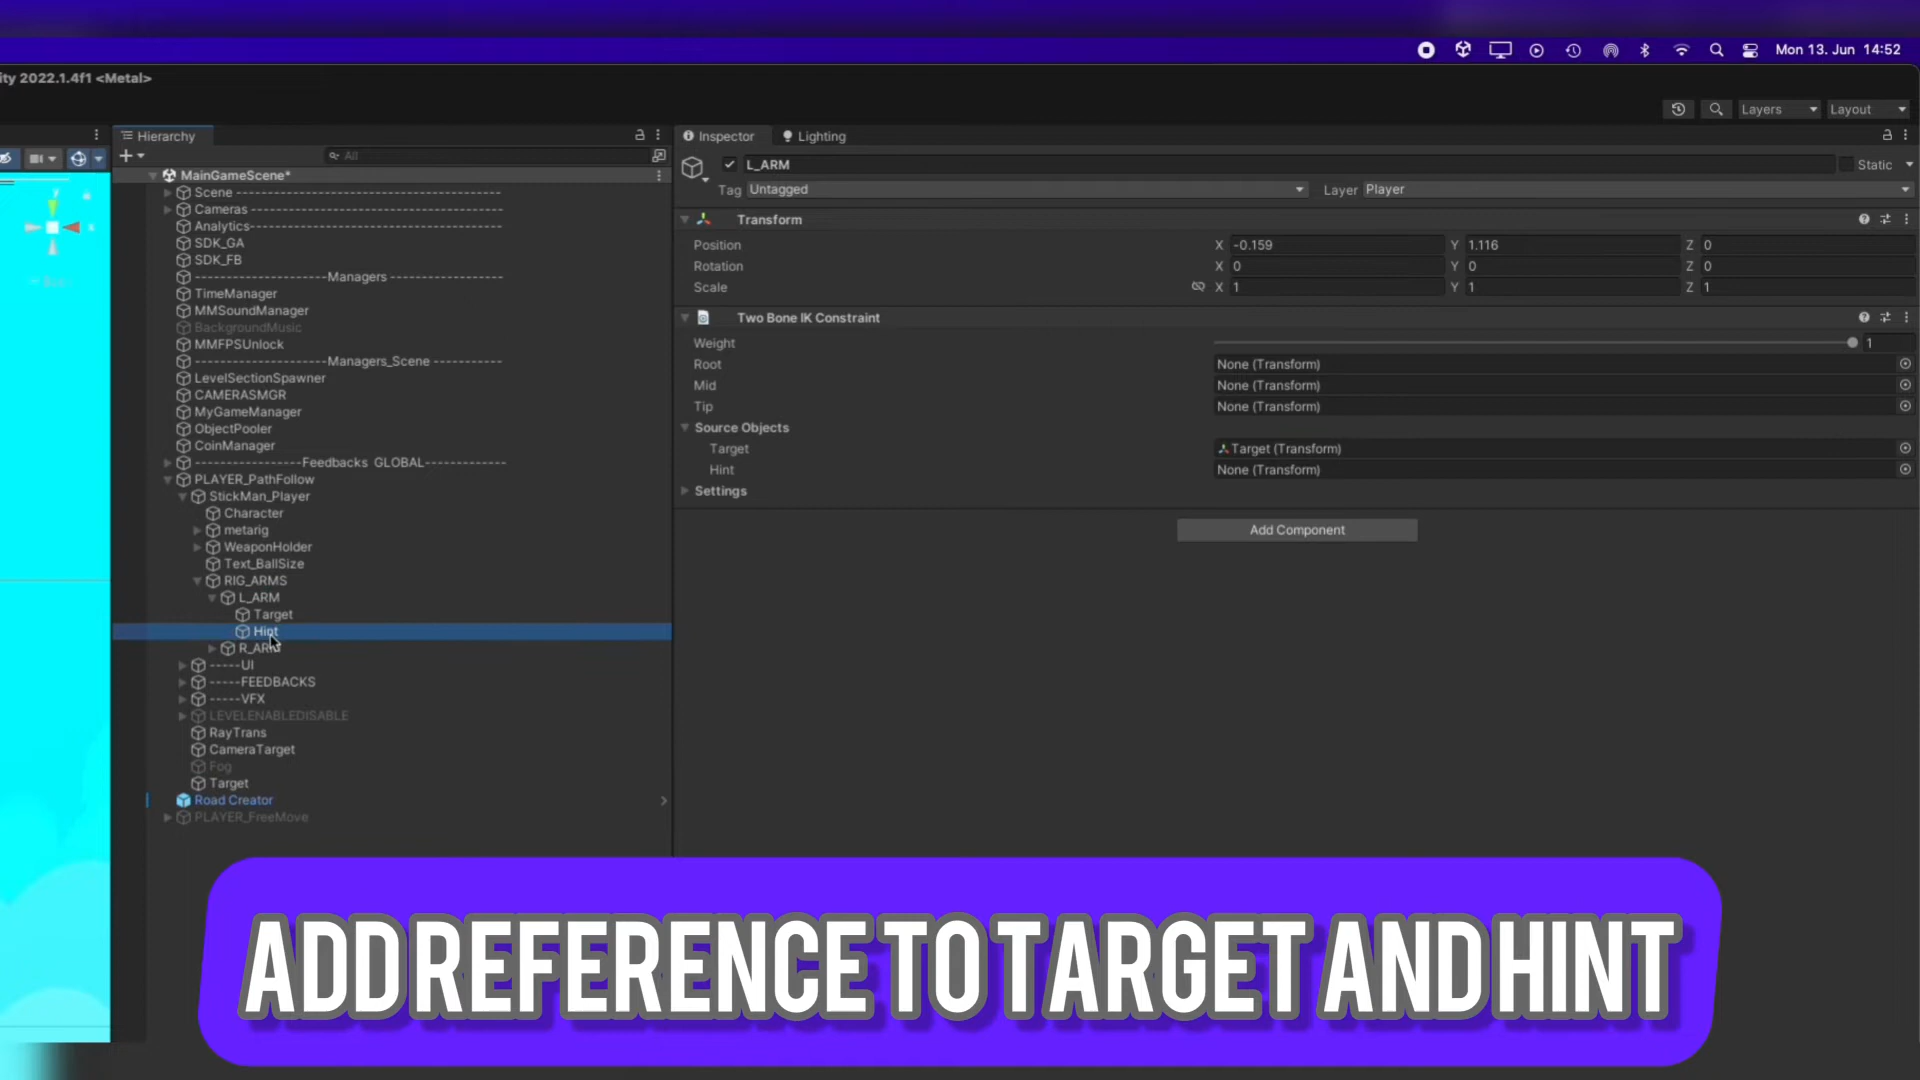 Mon 13. Jun 14:52
ity 2022.1.4f1 <Metal>
Layers
Layout
Hierarchy
All
MainGameScene*
Scene --------------------------------------------
Cameras ------------------------------------------
Analytics ------------------------------------------
SDK_GA
SDK_FB
----------------------Managers -------------------
TimeManager
MMSoundManager
BackgroundMusic
MMFPSUnlock
----------------------Managers_Scene -----------
LevelSectionSpawner
CAMERASMGR
MyGameManager
ObjectPooler
CoinManager
------------------Feedbacks GLOBAL--------------
PLAYER_PathFollow
StickMan_Player
Character
metarig
WeaponHolder
Text_BallSize
RIG_ARMS
L_ARM
Target
Hint
R_ARM
-----UI
-----FEEDBACKS
-----VFX
LEVELENABLEDISABLE
RayTrans
CameraTarget
Fog
Target
Road Creator
PLAYER_FreeMove
Inspector
Lighting
L_ARM
Static
Tag Untagged
Layer Player
Transform
Position X -0.159 Y 1.116 Z 0
Rotation X 0 Y 0 Z 0
Scale X 1 Y 1 Z 1
Two Bone IK Constraint
Weight 1
Root None (Transform)
Mid None (Transform)
Tip None (Transform)
Source Objects
Target Target (Transform)
Hint None (Transform)
Settings
Add Component
ADD REFERENCE TO TARGET AND HINT